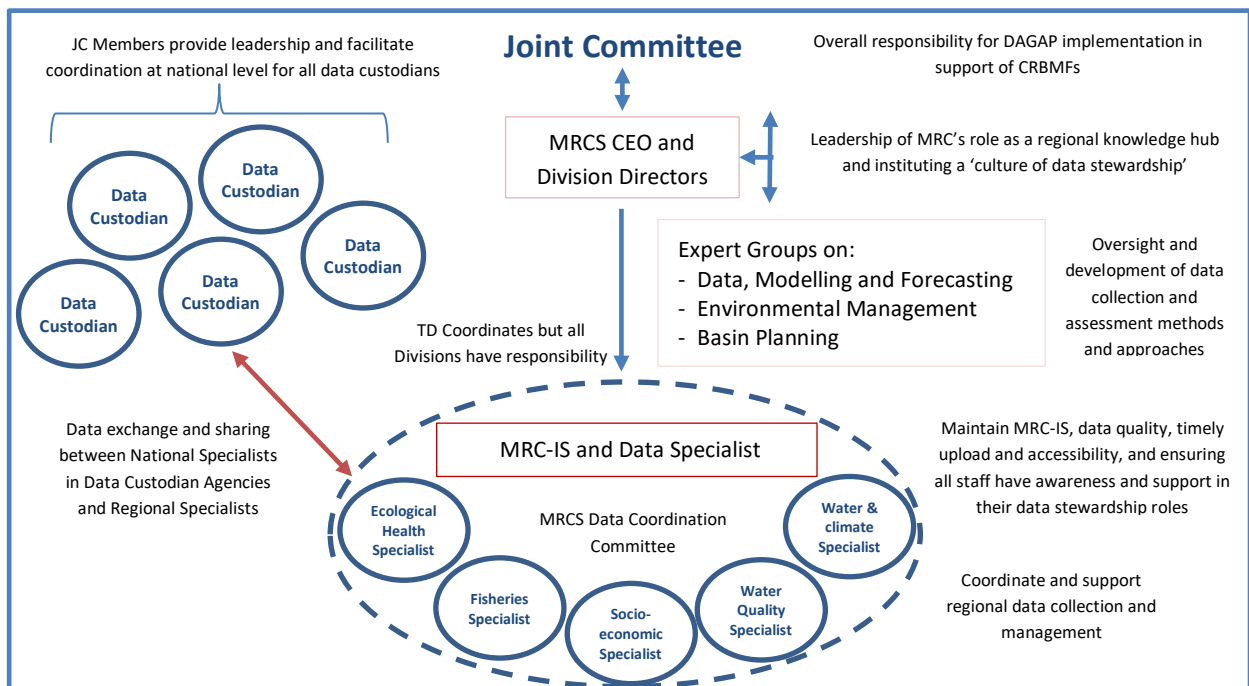 JC Members provide leadership and facilitate
coordination at national level for all data custodians
Joint Committee
Overall responsibility for DAGAP implementation in
support of CRBMFs
MRCS CEO and
Division Directors
Leadership of MRC's role as a regional knowledge hub
and instituting a 'culture of data stewardship'
Data
Custodian
Data
Custodian
Data
Custodian
Data
Custodian
Data
Custodian
Expert Groups on:
- Data, Modelling and Forecasting
- Environmental Management
- Basin Planning
Oversight and
development of data
collection and
assessment methods
and approaches
TD Coordinates but all
Divisions have responsibility
Data exchange and sharing
between National Specialists
in Data Custodian Agencies
and Regional Specialists
MRC-IS and Data Specialist
Maintain MRC-IS, data quality, timely
upload and accessibility, and ensuring
all staff have awareness and support in
their data stewardship roles
Ecological
Health
Specialist
MRCS Data Coordination
Committee
Water &
climate
Specialist
Fisheries
Specialist
Socio-
economic
Specialist
Water
Quality
Specialist
Coordinate and support
regional data collection and
management